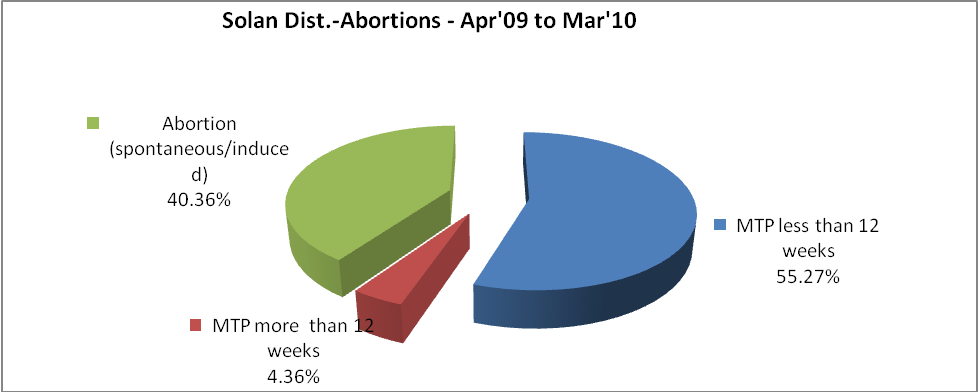 Solan Dist.-Abortions - Apr'09 to Mar'10
Abortion
(spontaneous/induce
d)
40.36%
MTP less than 12
weeks
55.27%
MTP more  than 12
weeks
4.36%